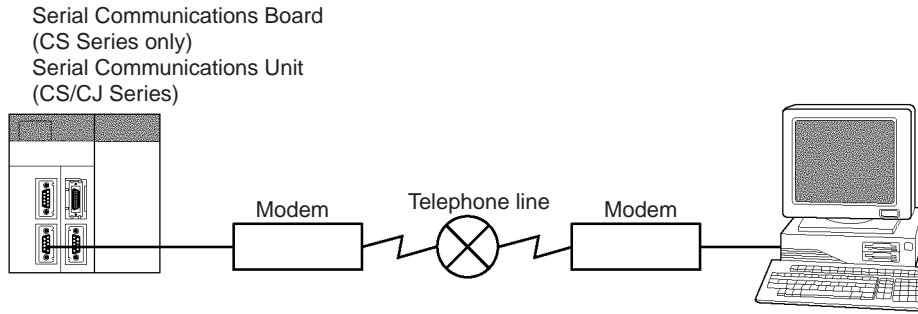 Serial Communications Board
(CS Series only)
Serial Communications Unit
(CS/CJ Series)
Modem
Telephone line
Modem